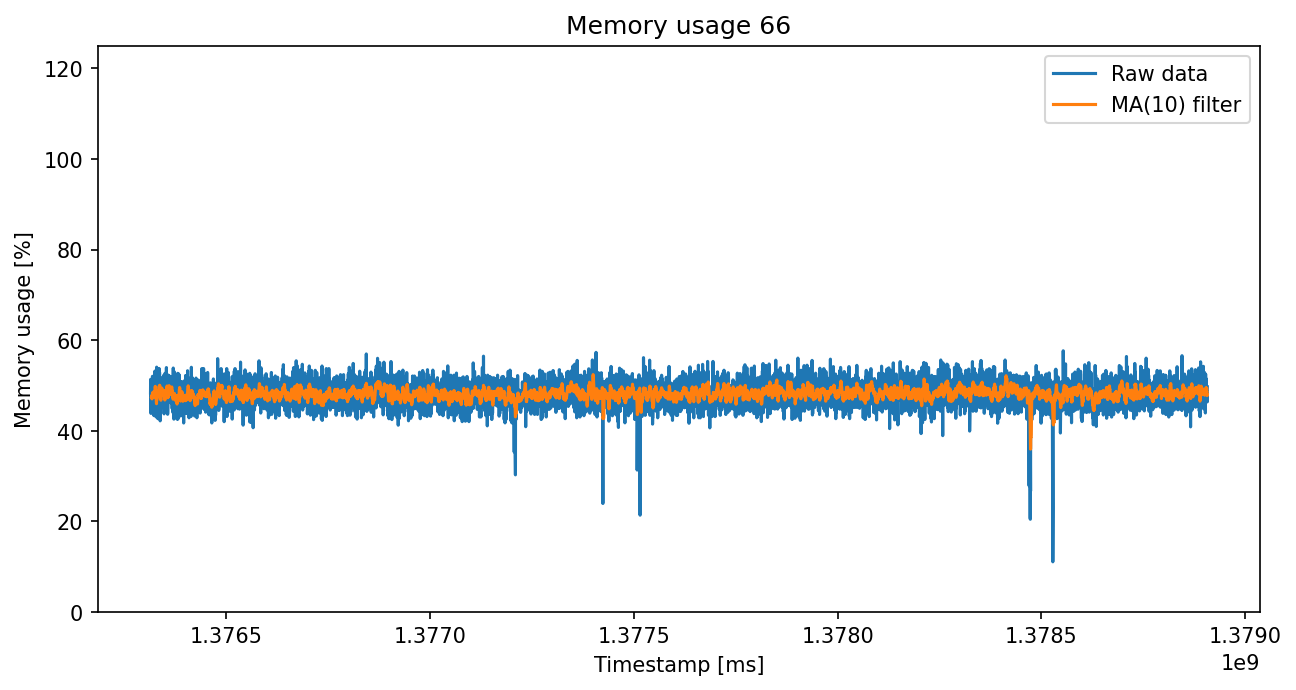 Memory usage 66
Raw data
MA(10) filter
Memory usage [%]
120
100
80
60
40
20
0
1.3765 1.3770 1.3775 1.3780 1.3785 1.3790
1e9
Timestamp [ms]